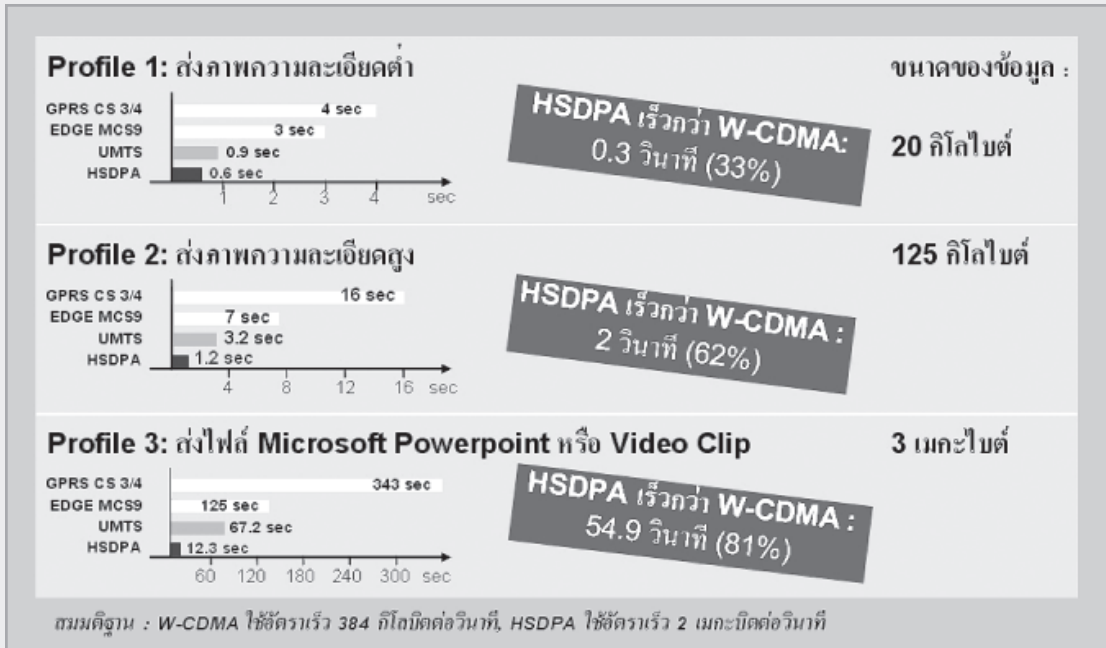 Profile 1: ส่งภาพความละเอียดต่ำ
ขนาดของข้อมูล :
GPRS CS 3/4
4 sec
EDGE MCS9
3 sec
UMTS
0.9 sec
HSDPA
0.6 sec
1 2 3 4 sec
HSDPA เร็วกว่า W-CDMA:
0.3 วินาที (33%)
20 กิโลไบต์
Profile 2: ส่งภาพความละเอียดสูง
125 กิโลไบต์
GPRS CS 3/4
16 sec
EDGE MCS9
7 sec
UMTS
3.2 sec
HSDPA
1.2 sec
4 8 12 16 sec
HSDPA เร็วกว่า W-CDMA :
2 วินาที (62%)
Profile 3: ส่งไฟล์ Microsoft Powerpoint หรือ Video Clip
3 เมกะไบต์
GPRS CS 3/4
343 sec
EDGE MCS9
125 sec
UMTS
67.2 sec
HSDPA
12.3 sec
60 120 180 240 300 sec
HSDPA เร็วกว่า W-CDMA :
54.9 วินาที (81%)
สมมติฐาน : W-CDMA ใช้อัตราเร็ว 384 กิโลบิตต่อวินาที, HSDPA ใช้อัตราเร็ว 2 เมกะบิตต่อวินาที